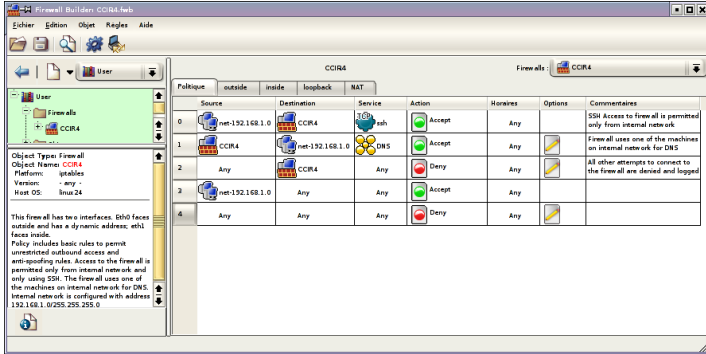 Firewall Builder: CCIR4.fwb
Fichier Edition Objet Règles Aide
User
CCIR4
Firewalls : CCIR4
User
Firewalls
CCIR4
Politique outside inside loopback NAT
Source Destination Service Action Horaires Options Commentaires
0 net-192.168.1.0 CCIR4 TCP ssh Accept Any SSH Access to firewall is permitted
only from internal network
1 CCIR4 net-192.168.1.0 DNS Accept Any Firewall uses one of the machines
on internal network for DNS
2 Any CCIR4 Any Deny Any All other attempts to connect to
the firewall are denied and logged
3 net-192.168.1.0 Any Any Accept Any
4 Any Any Any Deny Any
Object Type: Firewall
Object Name: CCIR4
Platform: iptables
Version: - any -
Host OS: linux24
This firewall has two interfaces. Eth0 faces
outside and has a dynamic address; eth1
faces inside.
Policy includes basic rules to permit
unrestricted outbound access and
anti-spoofing rules. Access to the firewall is
permitted only from internal network and
only using SSH. The firewall uses one of
the machines on internal network for DNS.
Internal network is configured with address
192.168.1.0/255.255.255.0